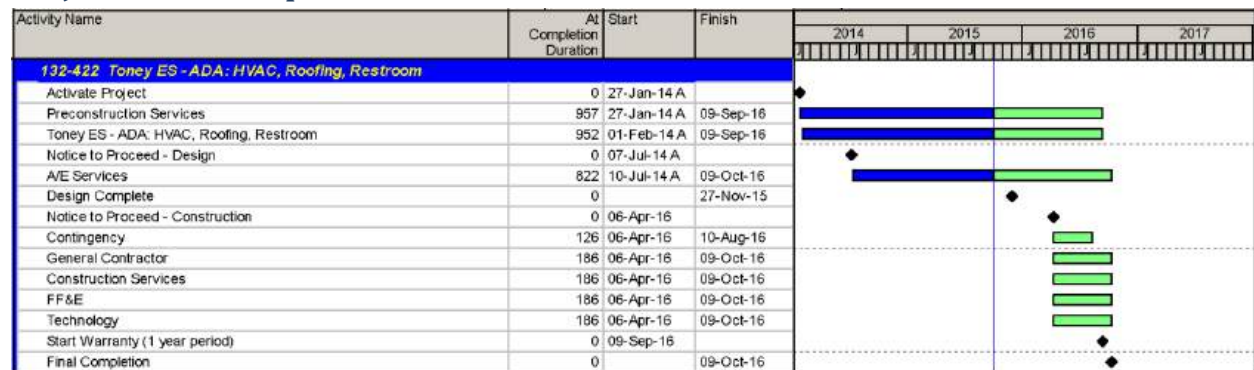 Activity Name At Completion Duration Start Finish
2014 2015 2016 2017
J J J J J J J
132-422 Toney ES - ADA: HVAC, Roofing, Restroom
Activate Project 0 27-Jan-14 A
Preconstruction Services 957 27-Jan-14 A 09-Sep-16
Toney ES - ADA: HVAC, Roofing, Restroom 952 01-Feb-14 A 09-Sep-16
Notice to Proceed - Design 0 07-Jul-14 A
A/E Services 822 10-Jul-14 A 09-Oct-16
Design Complete 0 27-Nov-15
Notice to Proceed - Construction 0 06-Apr-16
Contingency 126 06-Apr-16 10-Aug-16
General Contractor 186 06-Apr-16 09-Oct-16
Construction Services 186 06-Apr-16 09-Oct-16
FF&E 186 06-Apr-16 09-Oct-16
Technology 186 06-Apr-16 09-Oct-16
Start Warranty (1 year period) 0 09-Sep-16
Final Completion 0 09-Oct-16